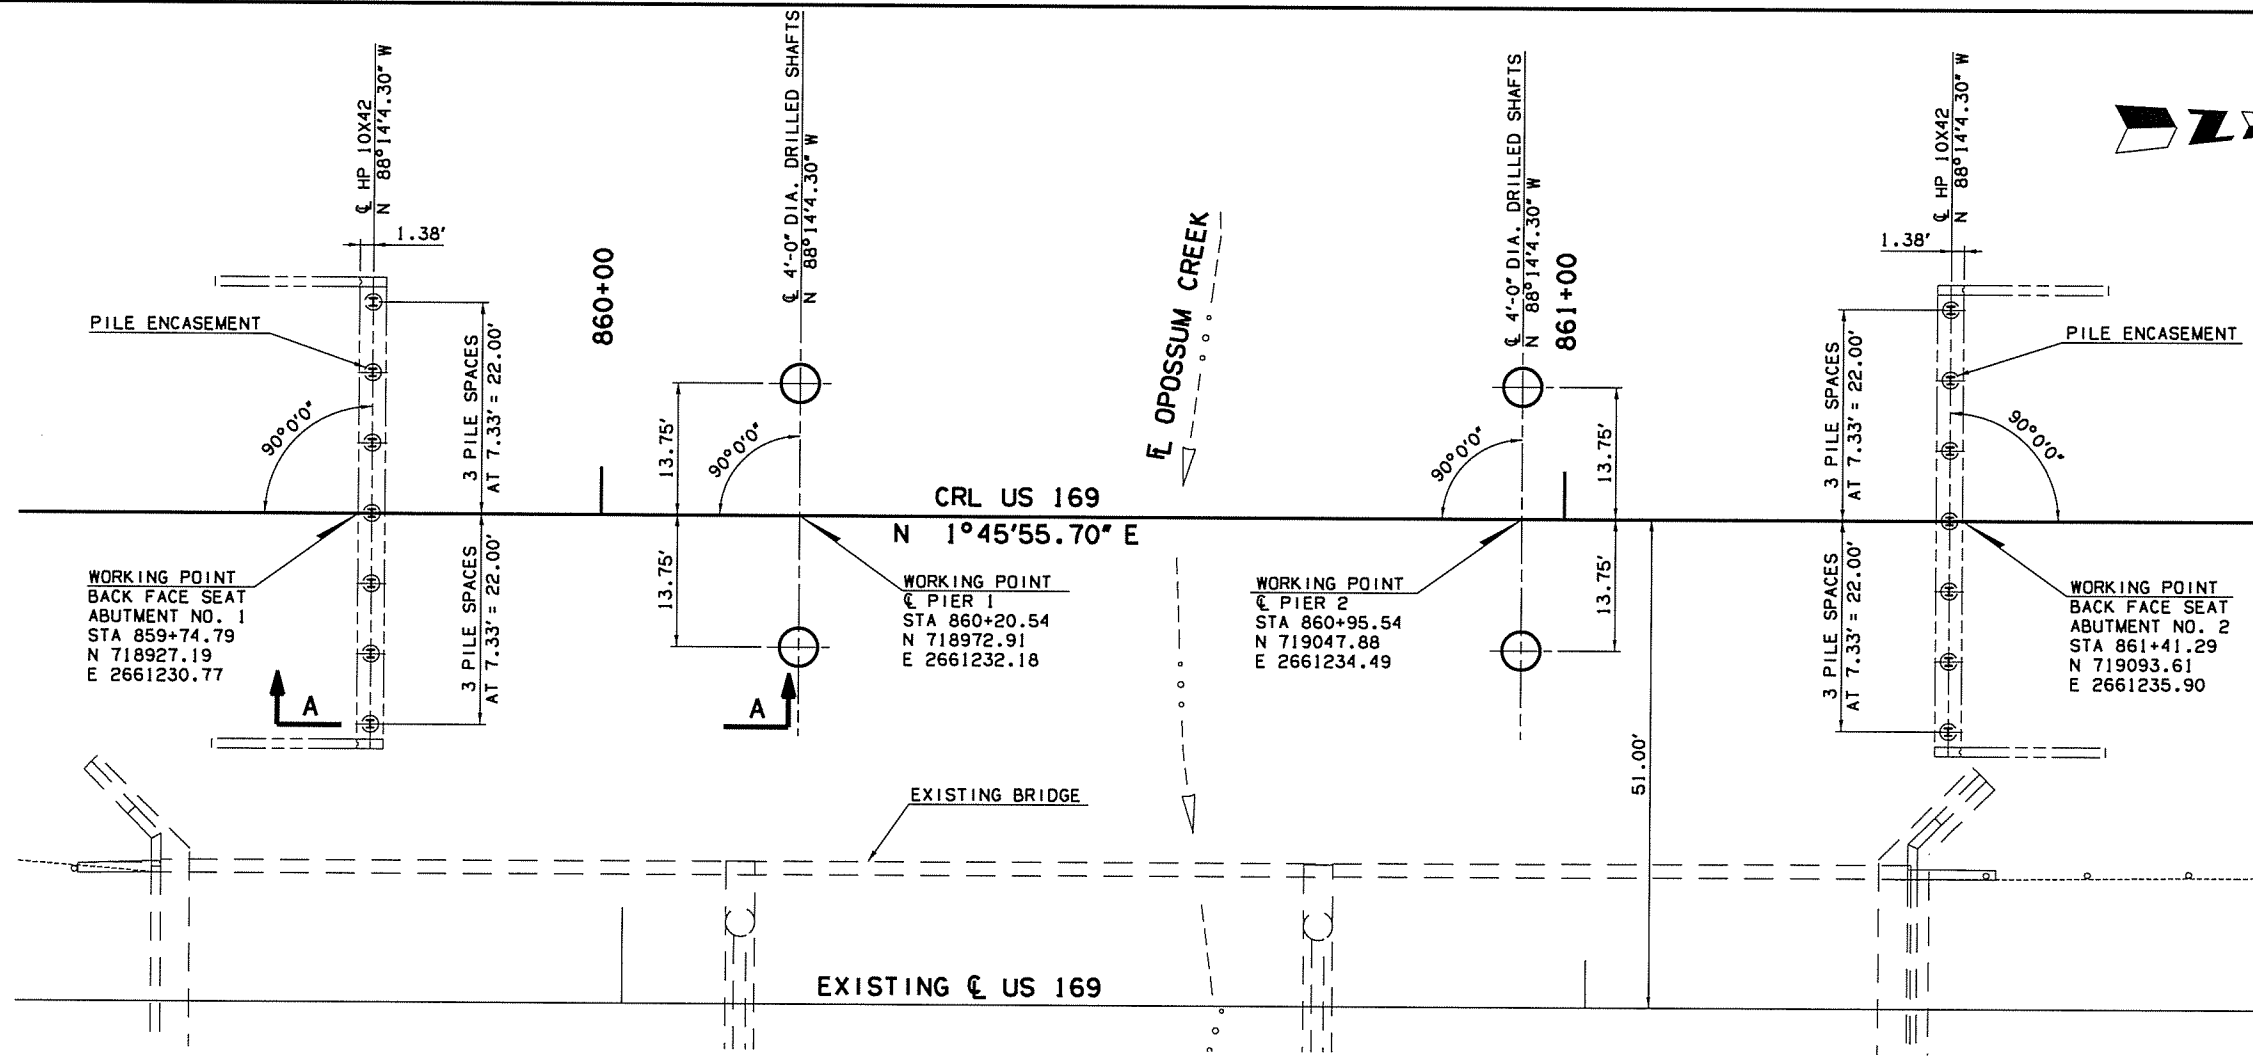 ℄ HP 10X42
N 88°14'4.30" W
℄ 4'-0" DIA. DRILLED SHAFTS
N 88°14'4.30" W
℄ 4'-0" DIA. DRILLED SHAFTS
N 88°14'4.30" W
℄ HP 10X42
N 88°14'4.30" W
N
1.38'
1.38'
860+00
861+00
FL OPOSSUM CREEK
PILE ENCASEMENT
PILE ENCASEMENT
90°0'0"
3 PILE SPACES
AT 7.33' = 22.00'
13.75'
90°0'0"
90°0'0"
13.75'
3 PILE SPACES
AT 7.33' = 22.00'
90°0'0"
CRL US 169
N 1°45'55.70" E
WORKING POINT
BACK FACE SEAT
ABUTMENT NO. 1
STA 859+74.79
N 718927.19
E 2661230.77
3 PILE SPACES
AT 7.33' = 22.00'
13.75'
WORKING POINT
℄ PIER 1
STA 860+20.54
N 718972.91
E 2661232.18
WORKING POINT
℄ PIER 2
STA 860+95.54
N 719047.88
E 2661234.49
13.75'
3 PILE SPACES
AT 7.33' = 22.00'
WORKING POINT
BACK FACE SEAT
ABUTMENT NO. 2
STA 861+41.29
N 719093.61
E 2661235.90
A
A
51.00'
EXISTING BRIDGE
EXISTING ℄ US 169